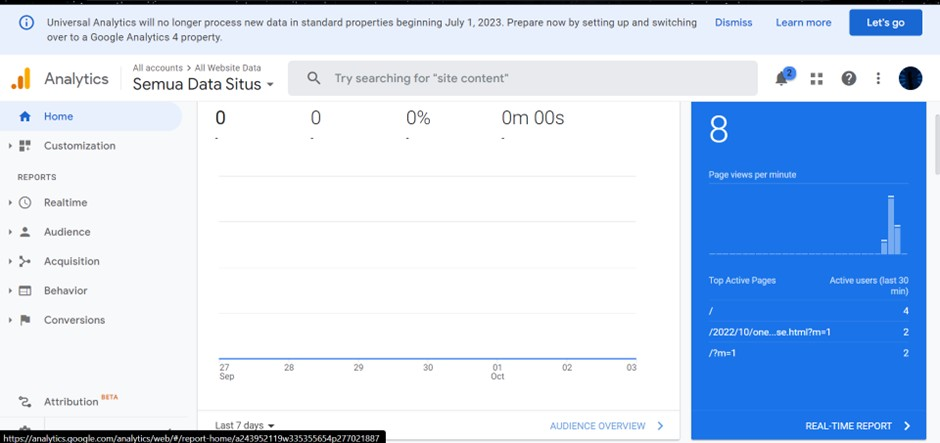 Universal Analytics will no longer process new data in standard properties beginning July 1, 2023. Prepare now by setting up and switching
over to a Google Analytics 4 property.
Dismiss
Learn more
Let's go
Analytics
All accounts > All Website Data
Semua Data Situs
Try searching for "site content"
2
Home
Customization
REPORTS
Realtime
Audience
Acquisition
Behavior
Conversions
Attribution BETA
0 0 0% 0m 00s
- - - -
27 28 29 30 01 02 03
Sep Oct
Last 7 days
AUDIENCE OVERVIEW
8
Page views per minute
Top Active Pages Active users (last 30
min)
/ 4
/2022/10/one...se.html?m=1 2
/?m=1 2
REAL-TIME REPORT
https://analytics.google.com/analytics/web/#/report-home/a243952119w335355654p277021887